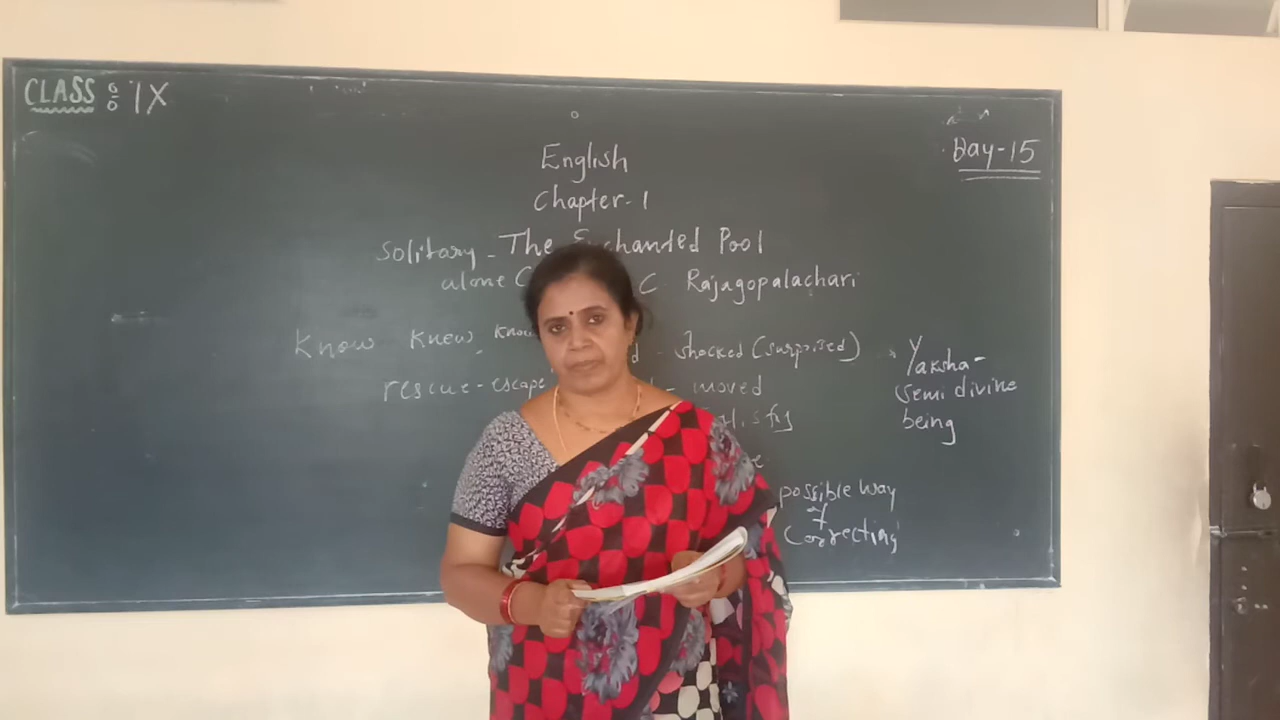 CLASS : IX
Day-15
English
Chapter-1
Solitary - The Enchanded Pool
alone C C Rajagopalachari
Know Knew - shocked (surprised)
rescue - escape - moved
Yaksha-
Semi divine
being
possible way
of
Correcting